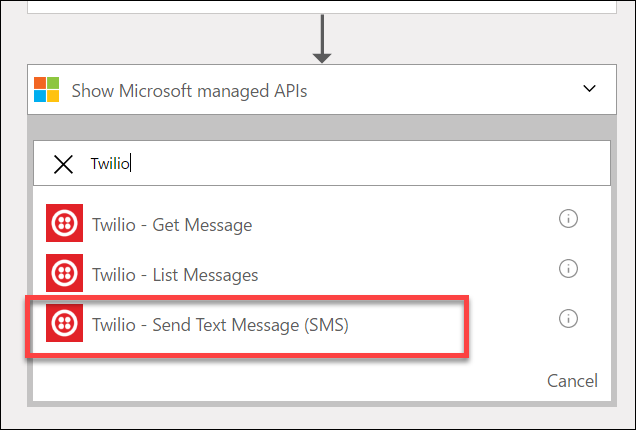 Show Microsoft managed APIs
Twilio
Twilio - Get Message
Twilio - List Messages
Twilio - Send Text Message (SMS)
Cancel